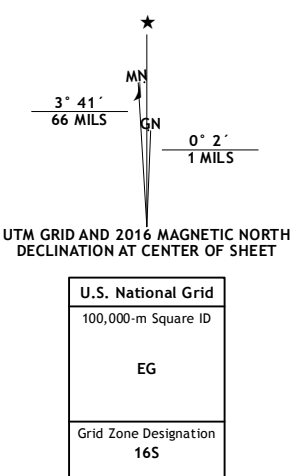 ★
MN
3° 41´
66 MILS
GN
0° 2´
1 MILS
UTM GRID AND 2016 MAGNETIC NORTH
DECLINATION AT CENTER OF SHEET
U.S. National Grid
100,000-m Square ID
EG
Grid Zone Designation
16S